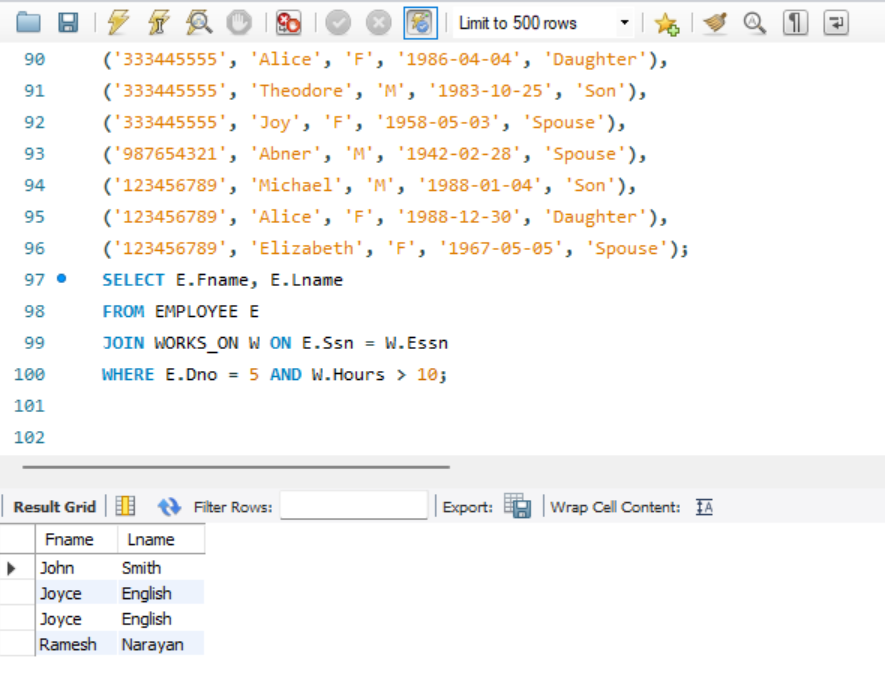 Limit to 500 rows
90 ('333445555', 'Alice', 'F', '1986-04-04', 'Daughter'),
91 ('333445555', 'Theodore', 'M', '1983-10-25', 'Son'),
92 ('333445555', 'Joy', 'F', '1958-05-03', 'Spouse'),
93 ('987654321', 'Abner', 'M', '1942-02-28', 'Spouse'),
94 ('123456789', 'Michael', 'M', '1988-01-04', 'Son'),
95 ('123456789', 'Alice', 'F', '1988-12-30', 'Daughter'),
96 ('123456789', 'Elizabeth', 'F', '1967-05-05', 'Spouse');
97 SELECT E.Fname, E.Lname
98 FROM EMPLOYEE E
99 JOIN WORKS_ON W ON E.Ssn = W.Essn
100 WHERE E.Dno = 5 AND W.Hours > 10;
101
102
Result Grid Filter Rows: Export: Wrap Cell Content: IA
Fname Lname
John Smith
Joyce English
Joyce English
Ramesh Narayan